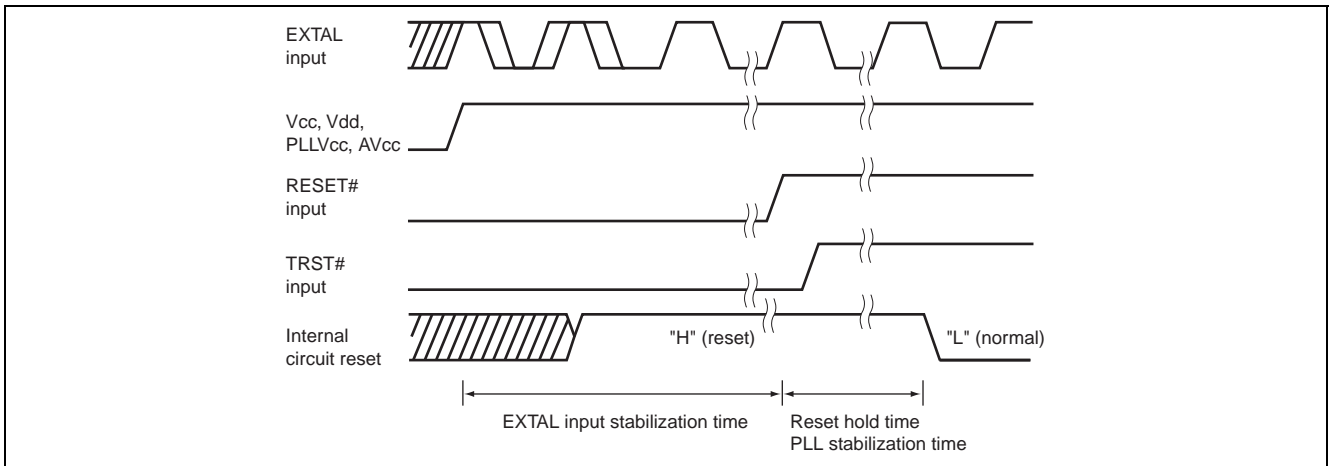 EXTAL
input
Vcc, Vdd,
PLLVcc, AVcc
RESET#
input
TRST#
input
Internal
circuit reset
"H" (reset)
"L" (normal)
EXTAL input stabilization time
Reset hold time
PLL stabilization time